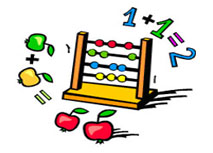 1+1=2
+
=